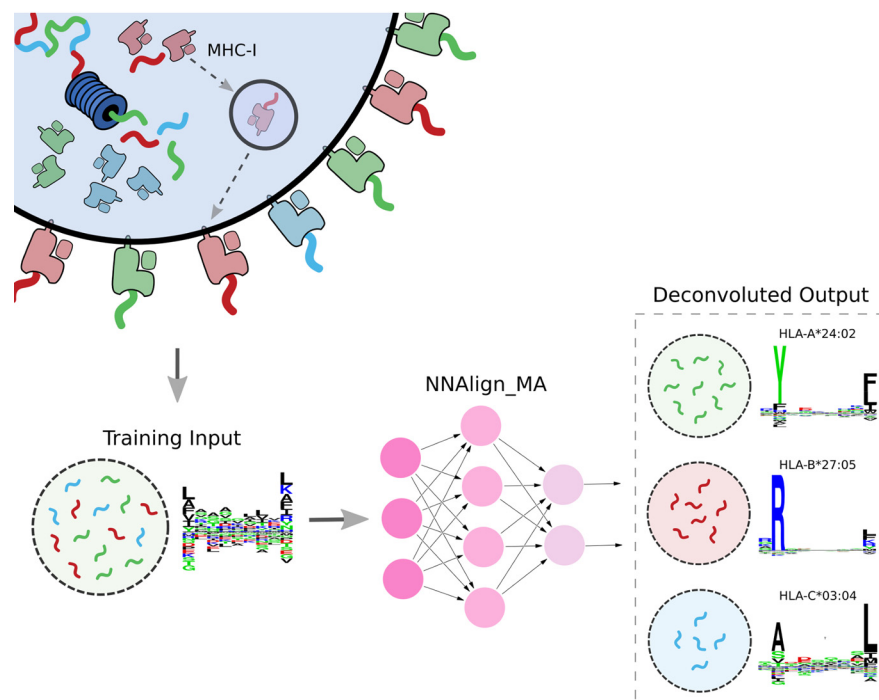 MHC-I
Deconvoluted Output
HLA-A*24:02
NNAlign_MA
Training Input
HLA-B*27:05
HLA-C*03:04